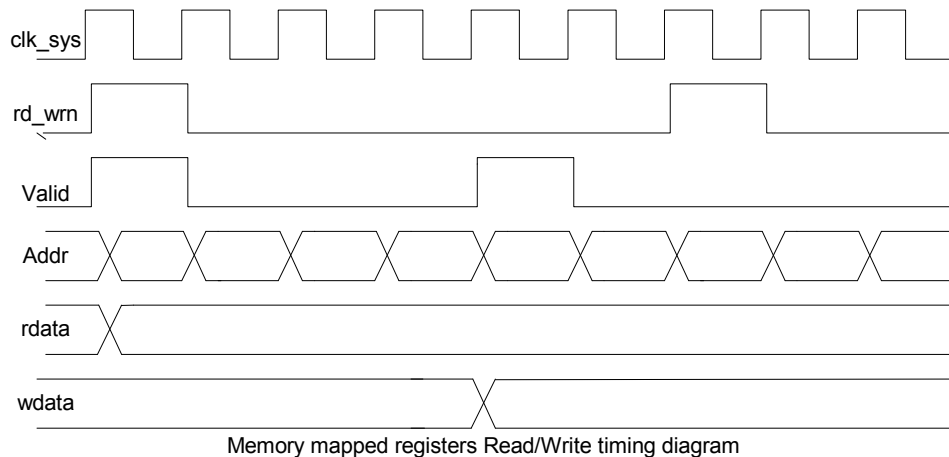 clk_sys
rd_wrn
Valid
Addr
rdata
wdata
Memory mapped registers Read/Write timing diagram